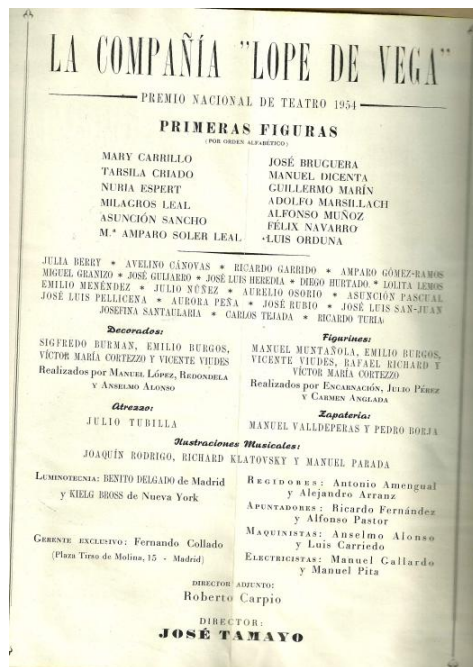 LA COMPAÑÍA "LOPE DE VEGA"
PREMIO NACIONAL DE TEATRO 1954
PRIMERAS FIGURAS
(POR ORDEN ALFABÉTICO)
MARY CARRILLO
TARSILA CRIADO
NURIA ESPERT
MILAGROS LEAL
ASUNCIÓN SANCHO
M.ª AMPARO SOLER LEAL
JOSÉ BRUGUERA
MANUEL DICENTA
GUILLERMO MARÍN
ADOLFO MARSILLACH
ALFONSO MUÑOZ
FÉLIX NAVARRO
LUIS ORDUNA
JULIA BERRY * AVELINO CÁNOVAS * RICARDO GARRIDO * AMPARO GÓMEZ-RAMOS
MIGUEL GRANIZO * JOSÉ GUIJARRO * JOSÉ LUIS HEREDIA * DIEGO HURTADO * LOLITA LEMOS
EMILIO MENÉNDEZ * JULIO NÚÑEZ * AURELIO OSORIO * ASUNCIÓN PASCUAL
JOSÉ LUIS PELLICENA * AURORA PEÑA * JOSÉ RUBIO * JOSÉ LUIS SAN-JUAN
JOSEFINA SANTAULARIA * CARLOS TEJADA * RICARDO TURIA
Decorados:
SIGFREDO BURMAN, EMILIO BURGOS,
VÍCTOR MARÍA CORTEZZO Y VICENTE VIUDES
Realizados por MANUEL LÓPEZ, REDONDELA
y ANSELMO ALONSO
Figurines:
MANUEL MUNTAÑOLA, EMILIO BURGOS,
VICENTE VIUDES, RAFAEL RICHARD Y
VÍCTOR MARÍA CORTEZZO
Realizados por ENCARNACIÓN, JULIO PÉREZ
y CARMEN ANGLADA
Atrezzo:
JULIO TUBILLA
Zapatería:
MANUEL VALLDEPERAS Y PEDRO BORJA
Ilustraciones Musicales:
JOAQUÍN RODRIGO, RICHARD KLATOVSKY Y MANUEL PARADA
LUMINOTECNIA: BENITO DELGADO de Madrid
y KIELG BROSS de Nueva York
GERENTE EXCLUSIVO: Fernando Collado
(Plaza Tirso de Molina, 15 - Madrid)
REGIDORES: Antonio Amengual
y Alejandro Arranz
APUNTADORES: Ricardo Fernández
y Alfonso Pastor
MAQUINISTAS: Anselmo Alonso
y Luis Carriedo
ELECTRICISTAS: Manuel Gallardo
y Manuel Pita
DIRECTOR ADJUNTO:
Roberto Carpio
DIRECTOR:
JOSÉ TAMAYO